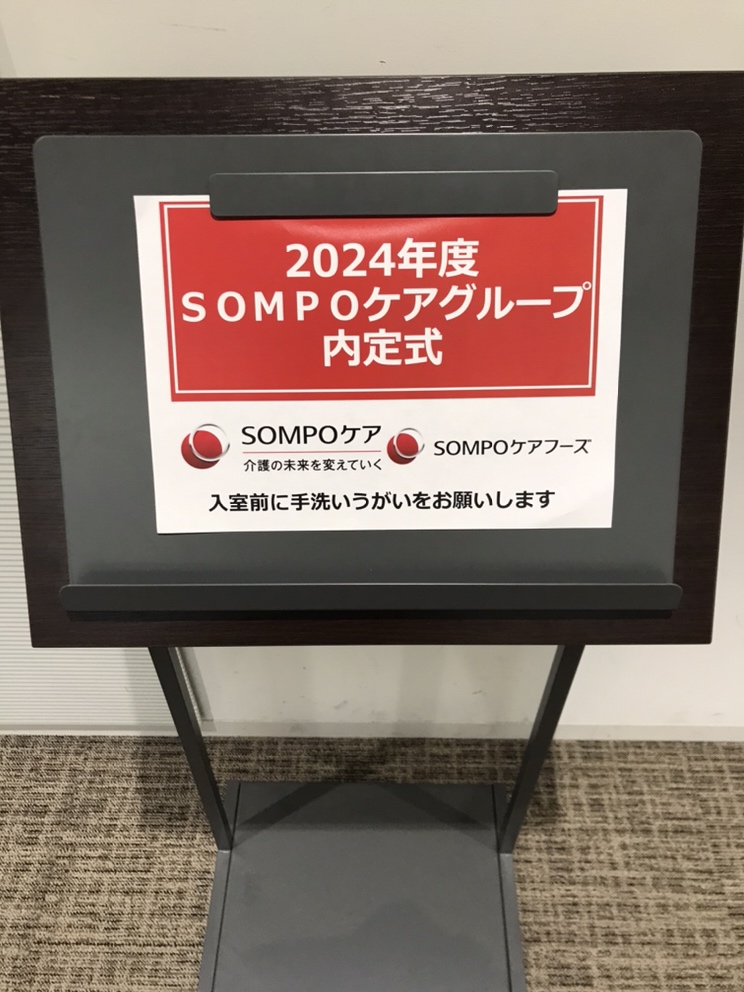 2024年度
ＳＯＭＰＯケアグループ
内定式
SOMPOケア
介護の未来を変えていく
SOMPOケアフーズ
入室前に手洗いうがいをお願いします